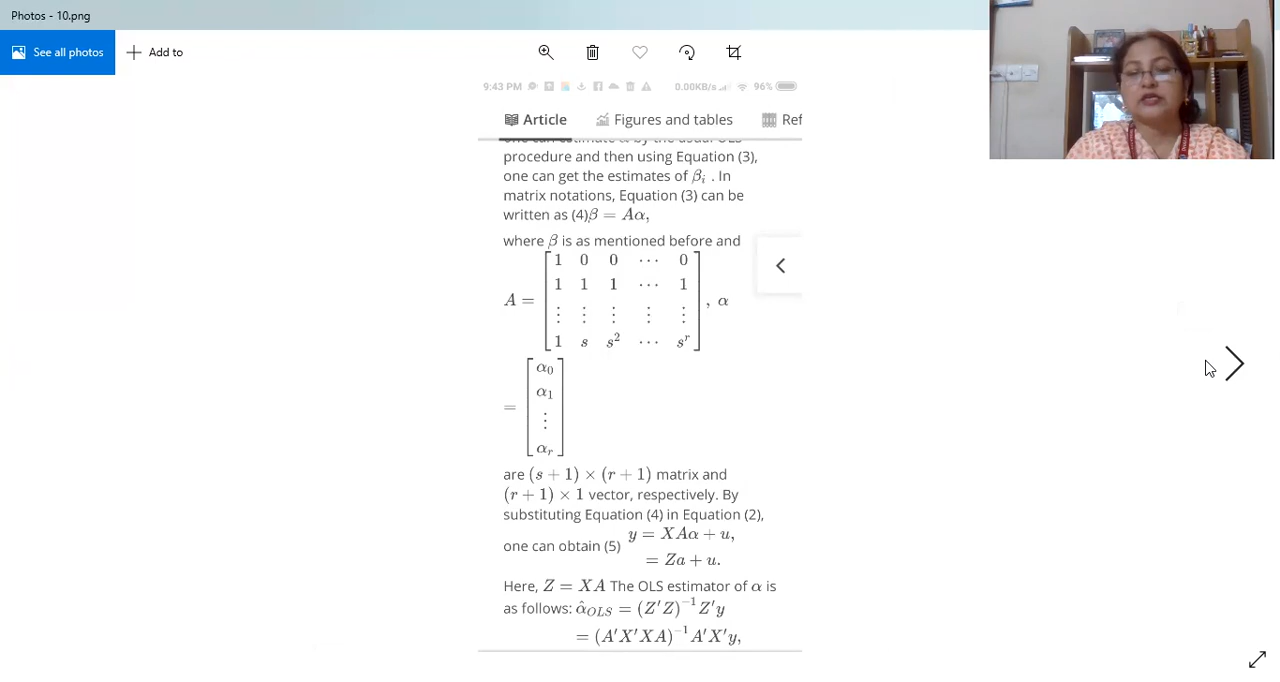 Photos - 10.png
See all photos
Add to
9:43 PM 0.00KB/s 96%
Article Figures and tables Ref
procedure and then using Equation (3),
one can get the estimates of βᵢ . In
matrix notations, Equation (3) can be
written as (4)β = Aα,
where β is as mentioned before and
1 0 0 ⋯ 0
1 1 1 ⋯ 1
A = ⋮ ⋮ ⋮ ⋮ ⋮ , α
1 s s² ⋯ sʳ
α₀
α₁
= ⋮
αᵣ
are (s + 1) × (r + 1) matrix and
(r + 1) × 1 vector, respectively. By
substituting Equation (4) in Equation (2),
y = XAα + u,
one can obtain (5)
= Za + u.
Here, Z = XA The OLS estimator of α is
as follows: α̂_OLS = (Z′Z)⁻¹Z′y
= (A′X′XA)⁻¹A′X′y,